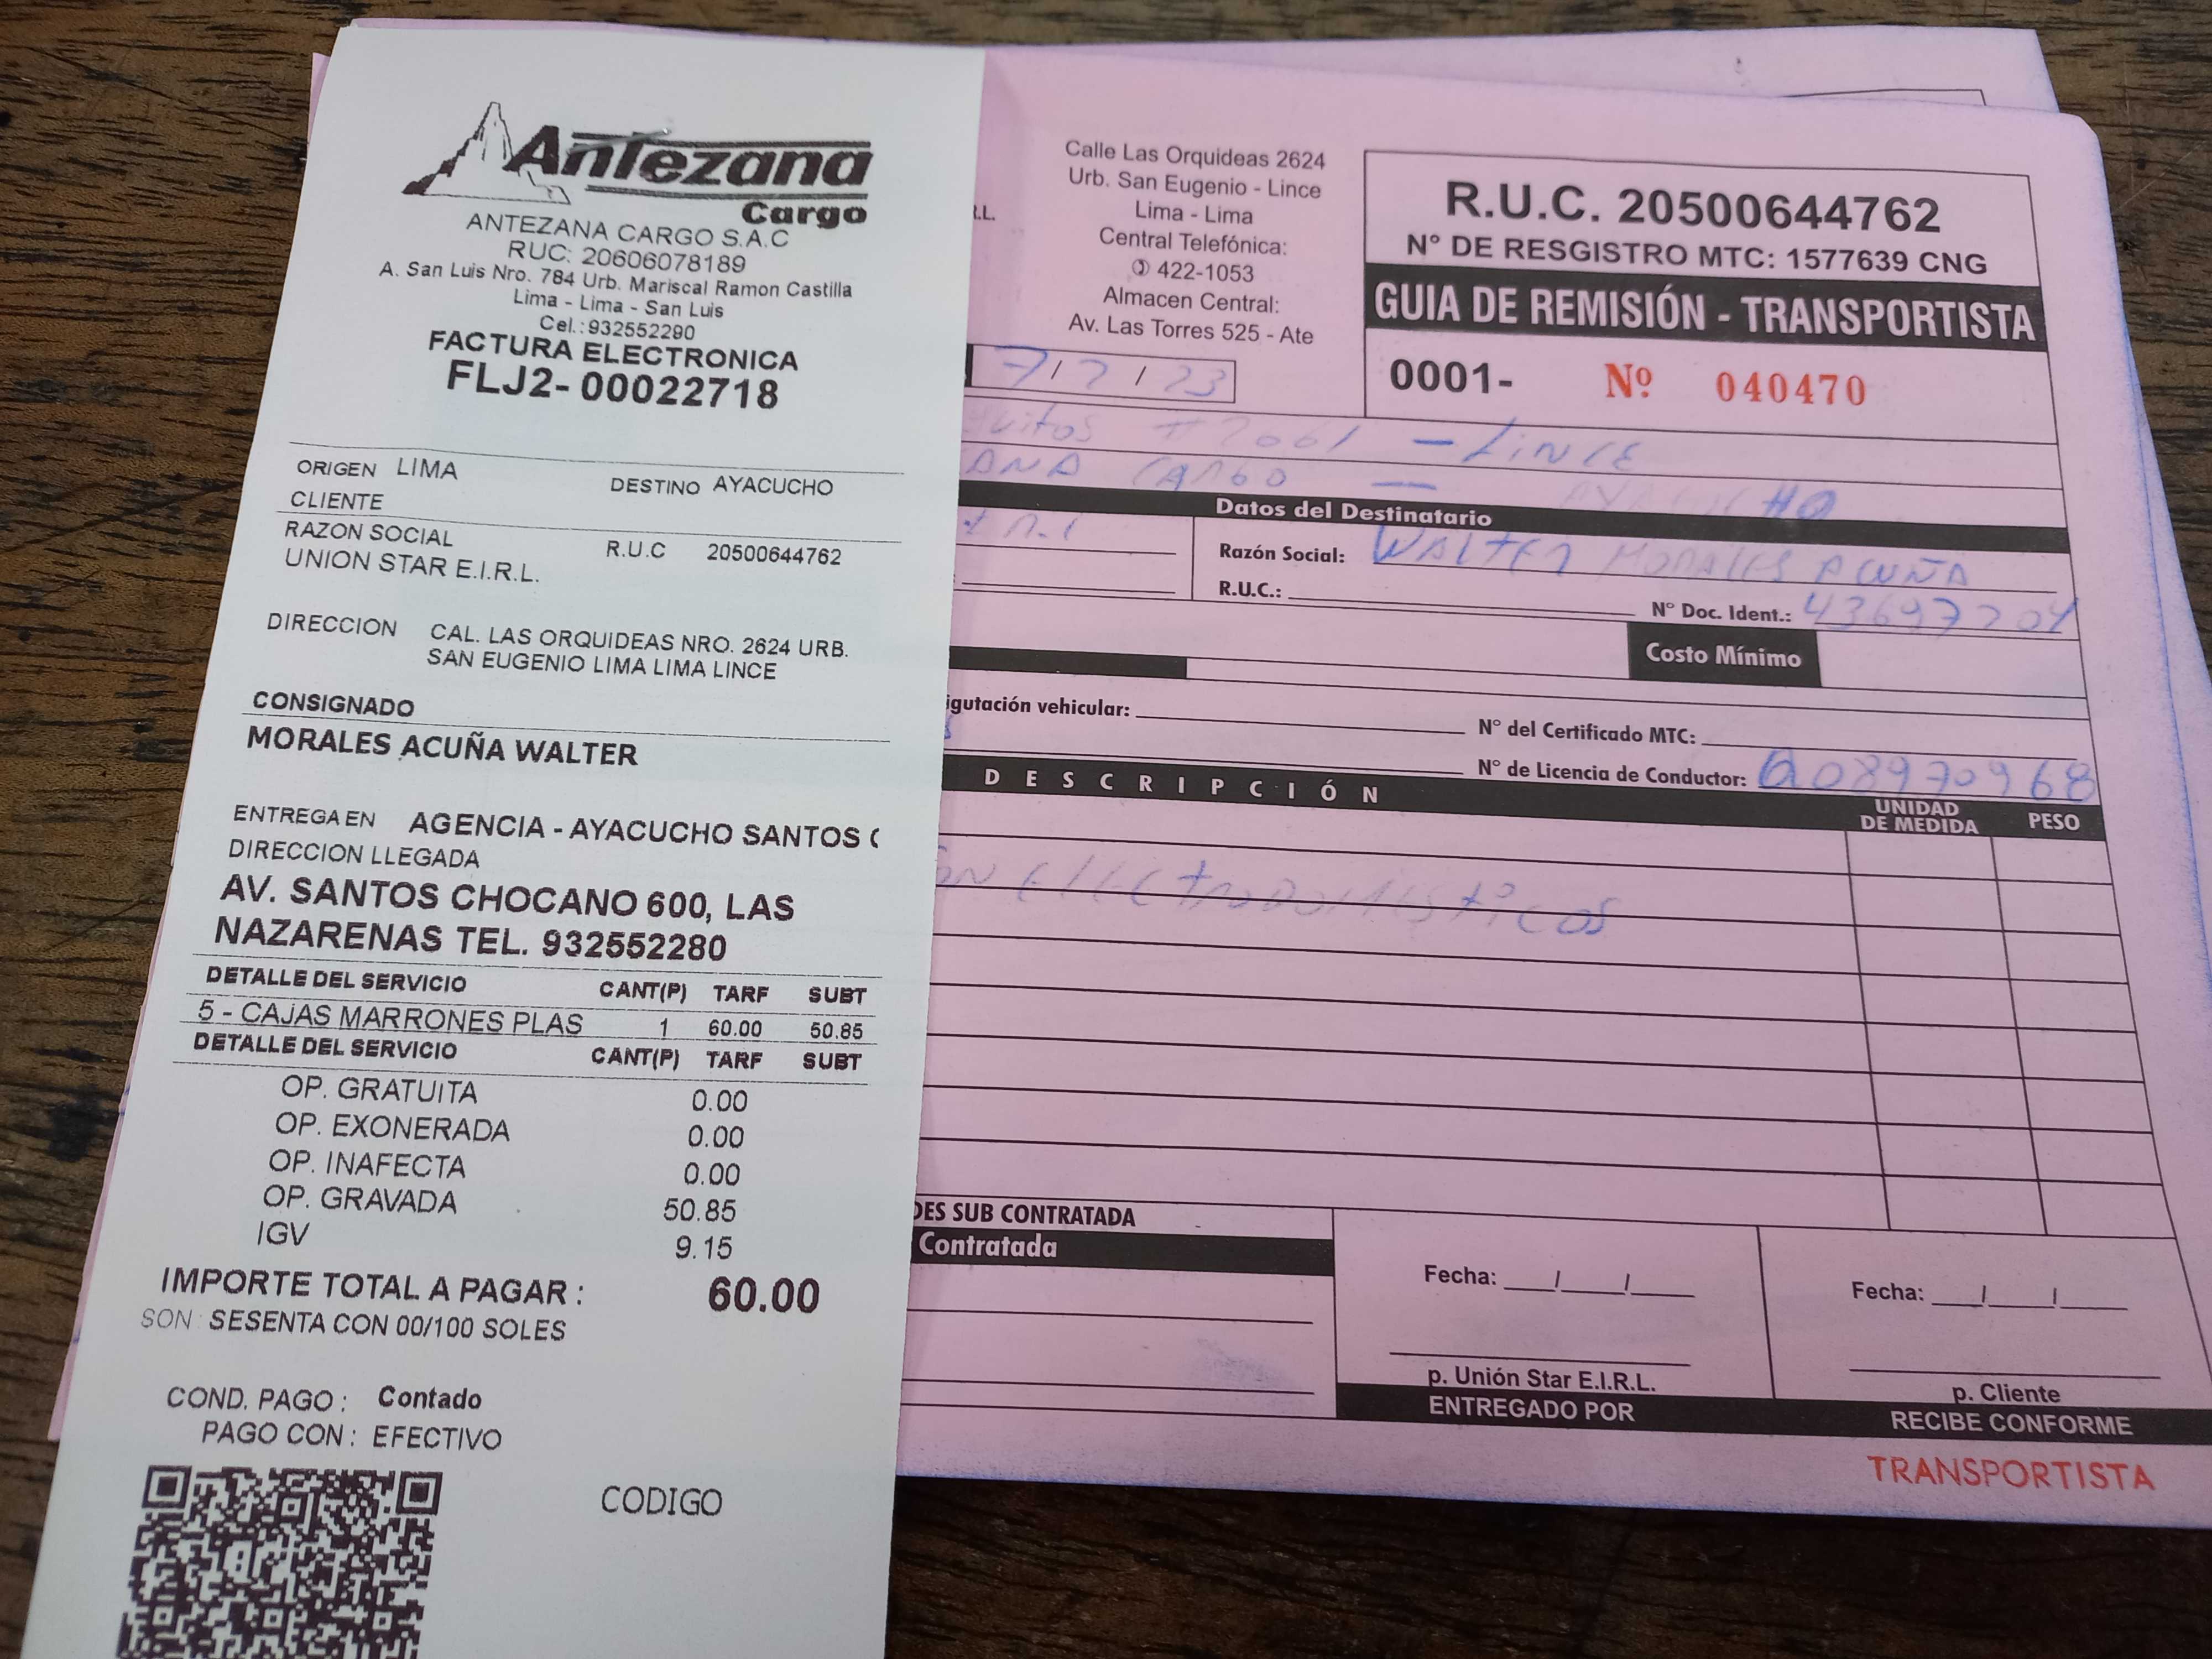 Antezana
Cargo
ANTEZANA CARGO S.A.C
RUC: 20606078189
A. San Luis Nro. 784 Urb. Mariscal Ramon Castilla
Lima - Lima - San Luis
Cel.:932552290
FACTURA ELECTRONICA
FLJ2- 00022718
ORIGEN LIMA DESTINO AYACUCHO
CLIENTE
RAZON SOCIAL R.U.C 20500644762
UNION STAR E.I.R.L.
DIRECCION CAL. LAS ORQUIDEAS NRO. 2624 URB.
SAN EUGENIO LIMA LIMA LINCE
CONSIGNADO
MORALES ACUÑA WALTER
ENTREGA EN AGENCIA - AYACUCHO SANTOS
DIRECCION LLEGADA
AV. SANTOS CHOCANO 600, LAS
NAZARENAS TEL. 932552280
DETALLE DEL SERVICIO CANT(P) TARF SUBT
5 - CAJAS MARRONES PLAS 1 60.00 50.85
DETALLE DEL SERVICIO CANT(P) TARF SUBT
OP. GRATUITA 0.00
OP. EXONERADA 0.00
OP. INAFECTA 0.00
OP. GRAVADA 50.85
IGV 9.15
IMPORTE TOTAL A PAGAR : 60.00
SON : SESENTA CON 00/100 SOLES
COND. PAGO : Contado
PAGO CON : EFECTIVO
CODIGO
Calle Las Orquideas 2624
Urb. San Eugenio - Lince
Lima - Lima
Central Telefónica:
422-1053
Almacen Central:
Av. Las Torres 525 - Ate
R.U.C. 20500644762
N° DE RESGISTRO MTC: 1577639 CNG
GUIA DE REMISIÓN - TRANSPORTISTA
0001- Nº 040470
7 / 7 / 23
#2061 - LINCE
CARGO - AYACUCHO
Datos del Destinatario
Razón Social: WALTER MORALES ACUÑA
R.U.C.: N° Doc. Ident.:
Costo Mínimo
vehicular: N° del Certificado MTC:
N° de Licencia de Conductor: Q08970968
DESCRIPCIÓN UNIDAD DE MEDIDA PESO
ELECTRODOMESTICOS
SUB CONTRATADA
Contratada
Fecha: / / Fecha: / /
p. Unión Star E.I.R.L. p. Cliente
ENTREGADO POR RECIBE CONFORME
TRANSPORTISTA